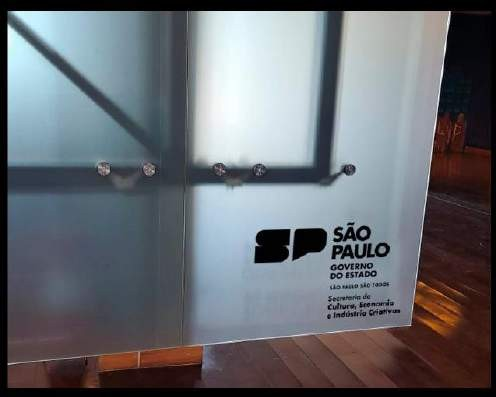 SP
SÃO
PAULO
GOVERNO
DO ESTADO
SÃO PAULO SÃO TODOS
Secretaria da
Cultura, Economia
e Indústria Criativas